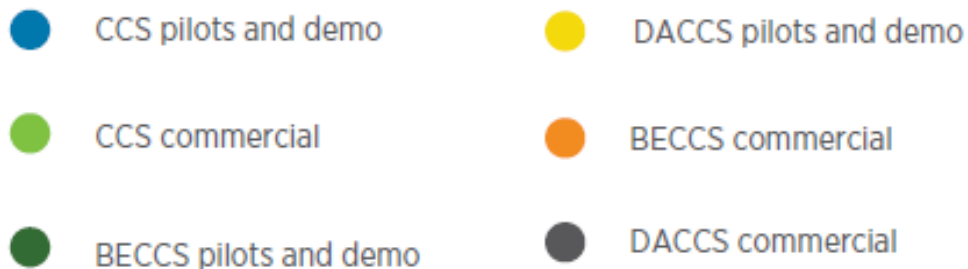 CCS pilots and demo
DACCS pilots and demo
CCS commercial
BECCS commercial
BECCS pilots and demo
DACCS commercial